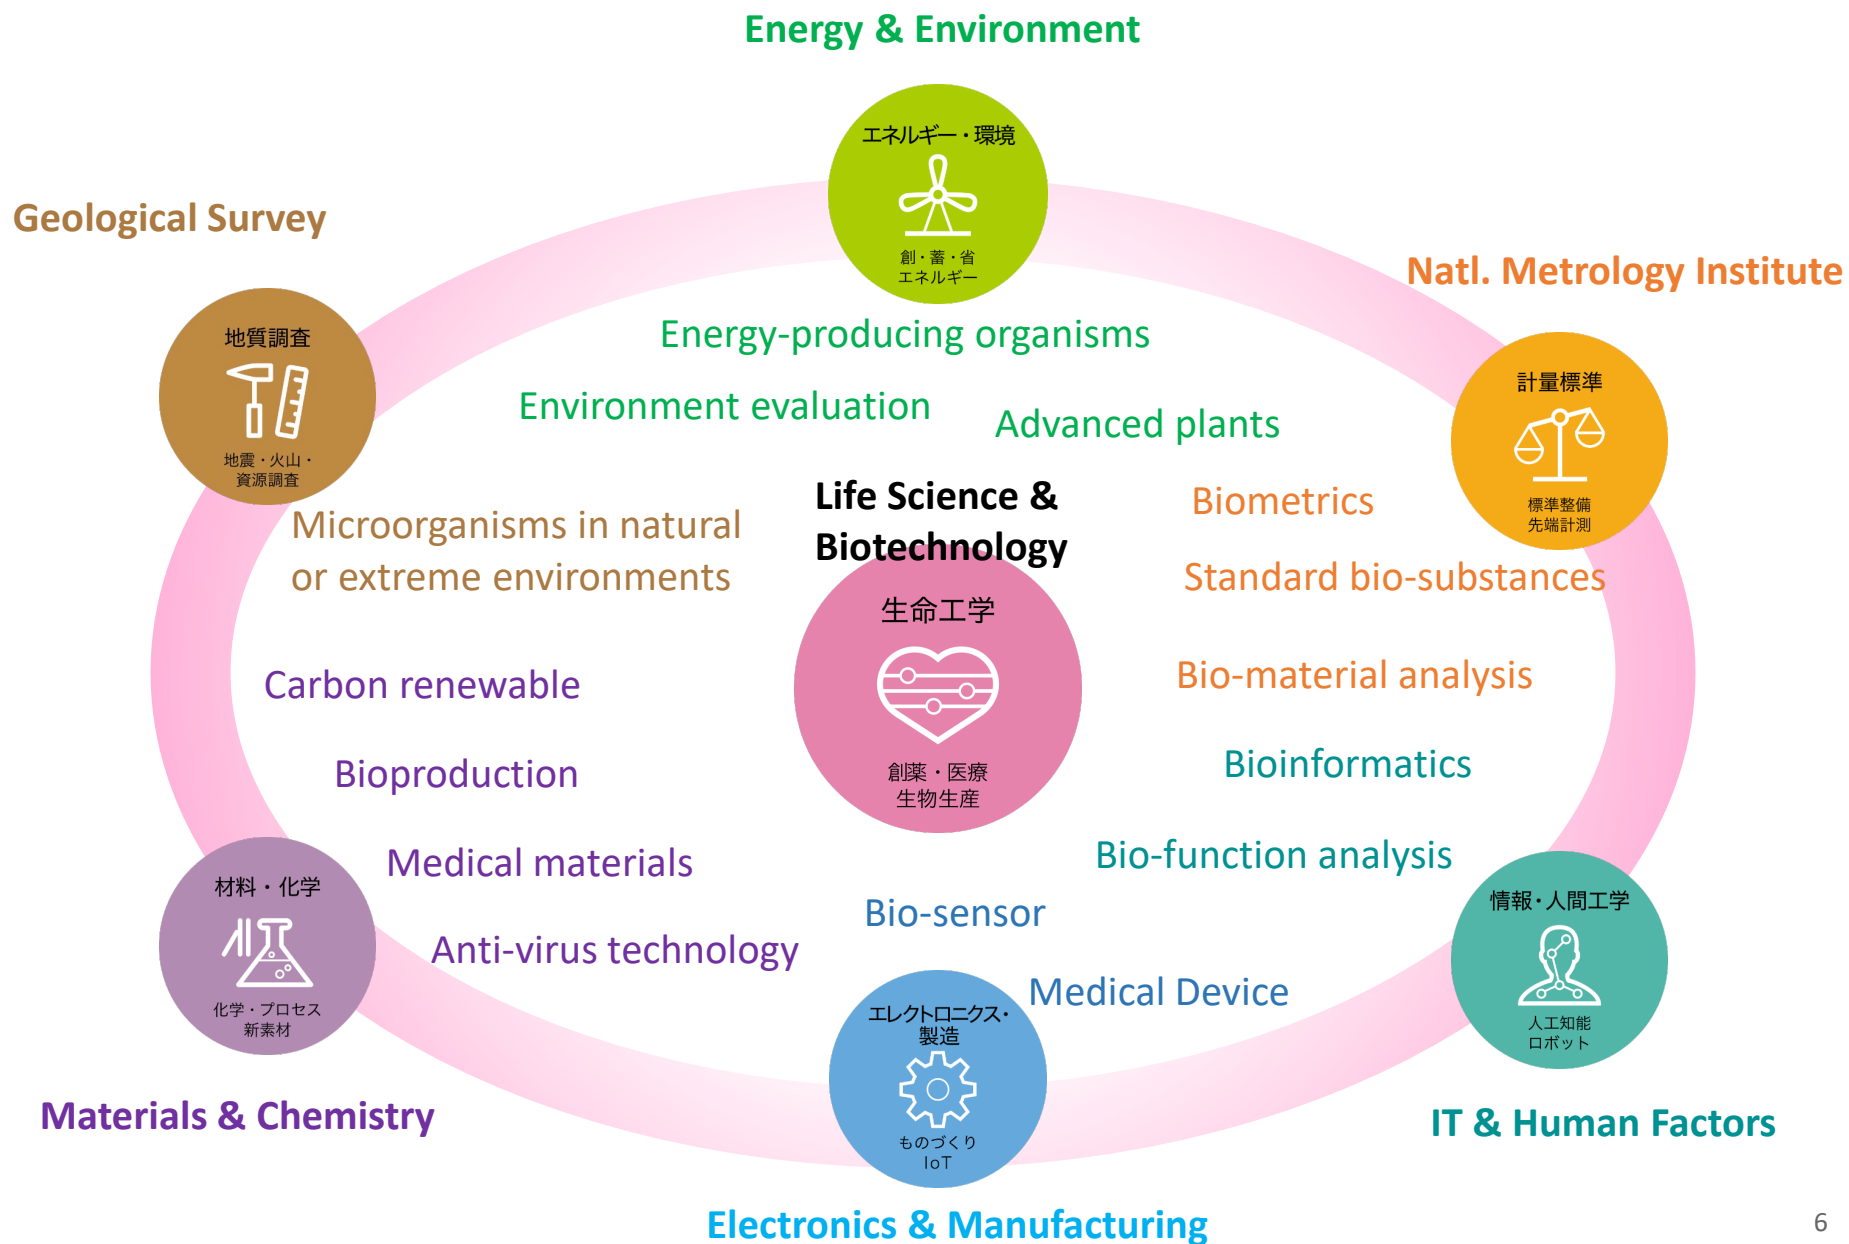 Energy & Environment
エネルギー・環境
創・蓄・省
エネルギー
Geological Survey
地質調査
地震・火山・
資源調査
Natl. Metrology Institute
計量標準
標準整備
先端計測
Energy-producing organisms
Environment evaluation
Advanced plants
Life Science &
Biotechnology
生命工学
創薬・医療
生物生産
Biometrics
Standard bio-substances
Bio-material analysis
Microorganisms in natural
or extreme environments
Carbon renewable
Bioproduction
Medical materials
Anti-virus technology
Bioinformatics
Bio-function analysis
Bio-sensor
Medical Device
材料・化学
化学・プロセス
新素材
Materials & Chemistry
エレクトロニクス・
製造
ものづくり
IoT
Electronics & Manufacturing
情報・人間工学
人工知能
ロボット
IT & Human Factors
6